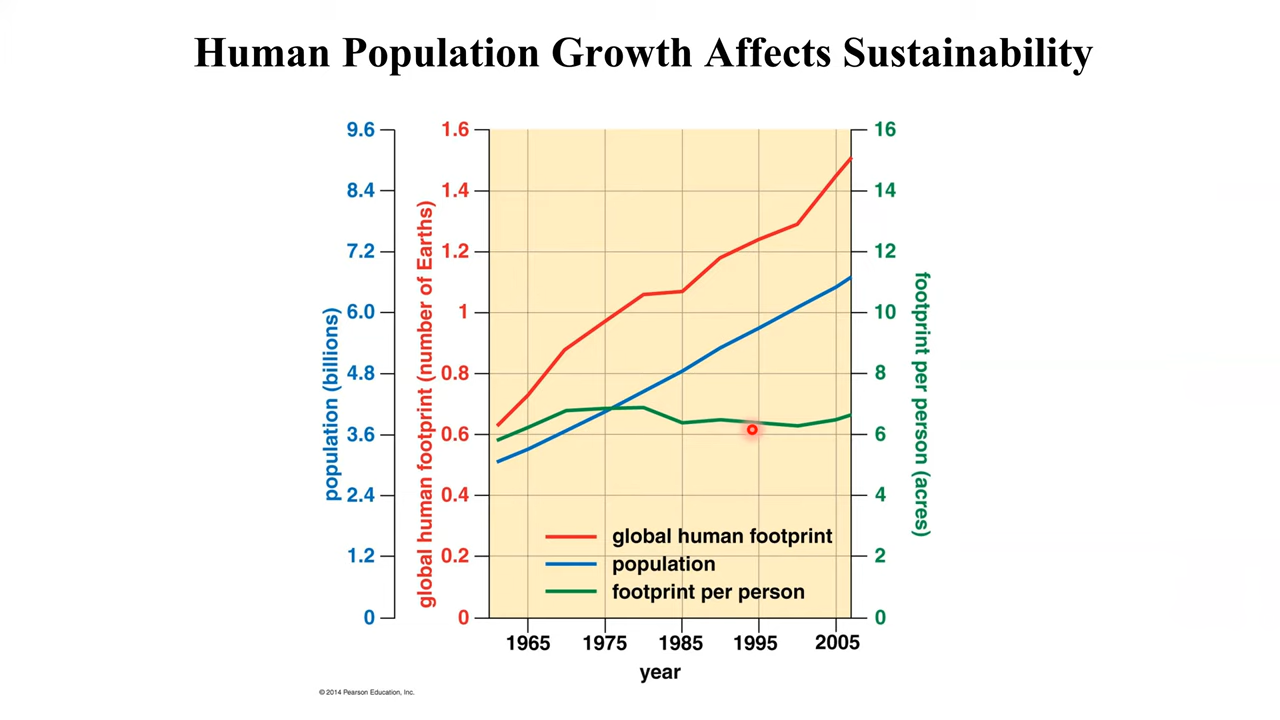 Human Population Growth Affects Sustainability
population (billions)
9.6
8.4
7.2
6.0
4.8
3.6
2.4
1.2
0
global human footprint (number of Earths)
1.6
1.4
1.2
1
0.8
0.6
0.4
0.2
0
global human footprint
population
footprint per person
16
14
12
10
8
6
4
2
0
footprint per person (acres)
1965 1975 1985 1995 2005
year
© 2014 Pearson Education, Inc.